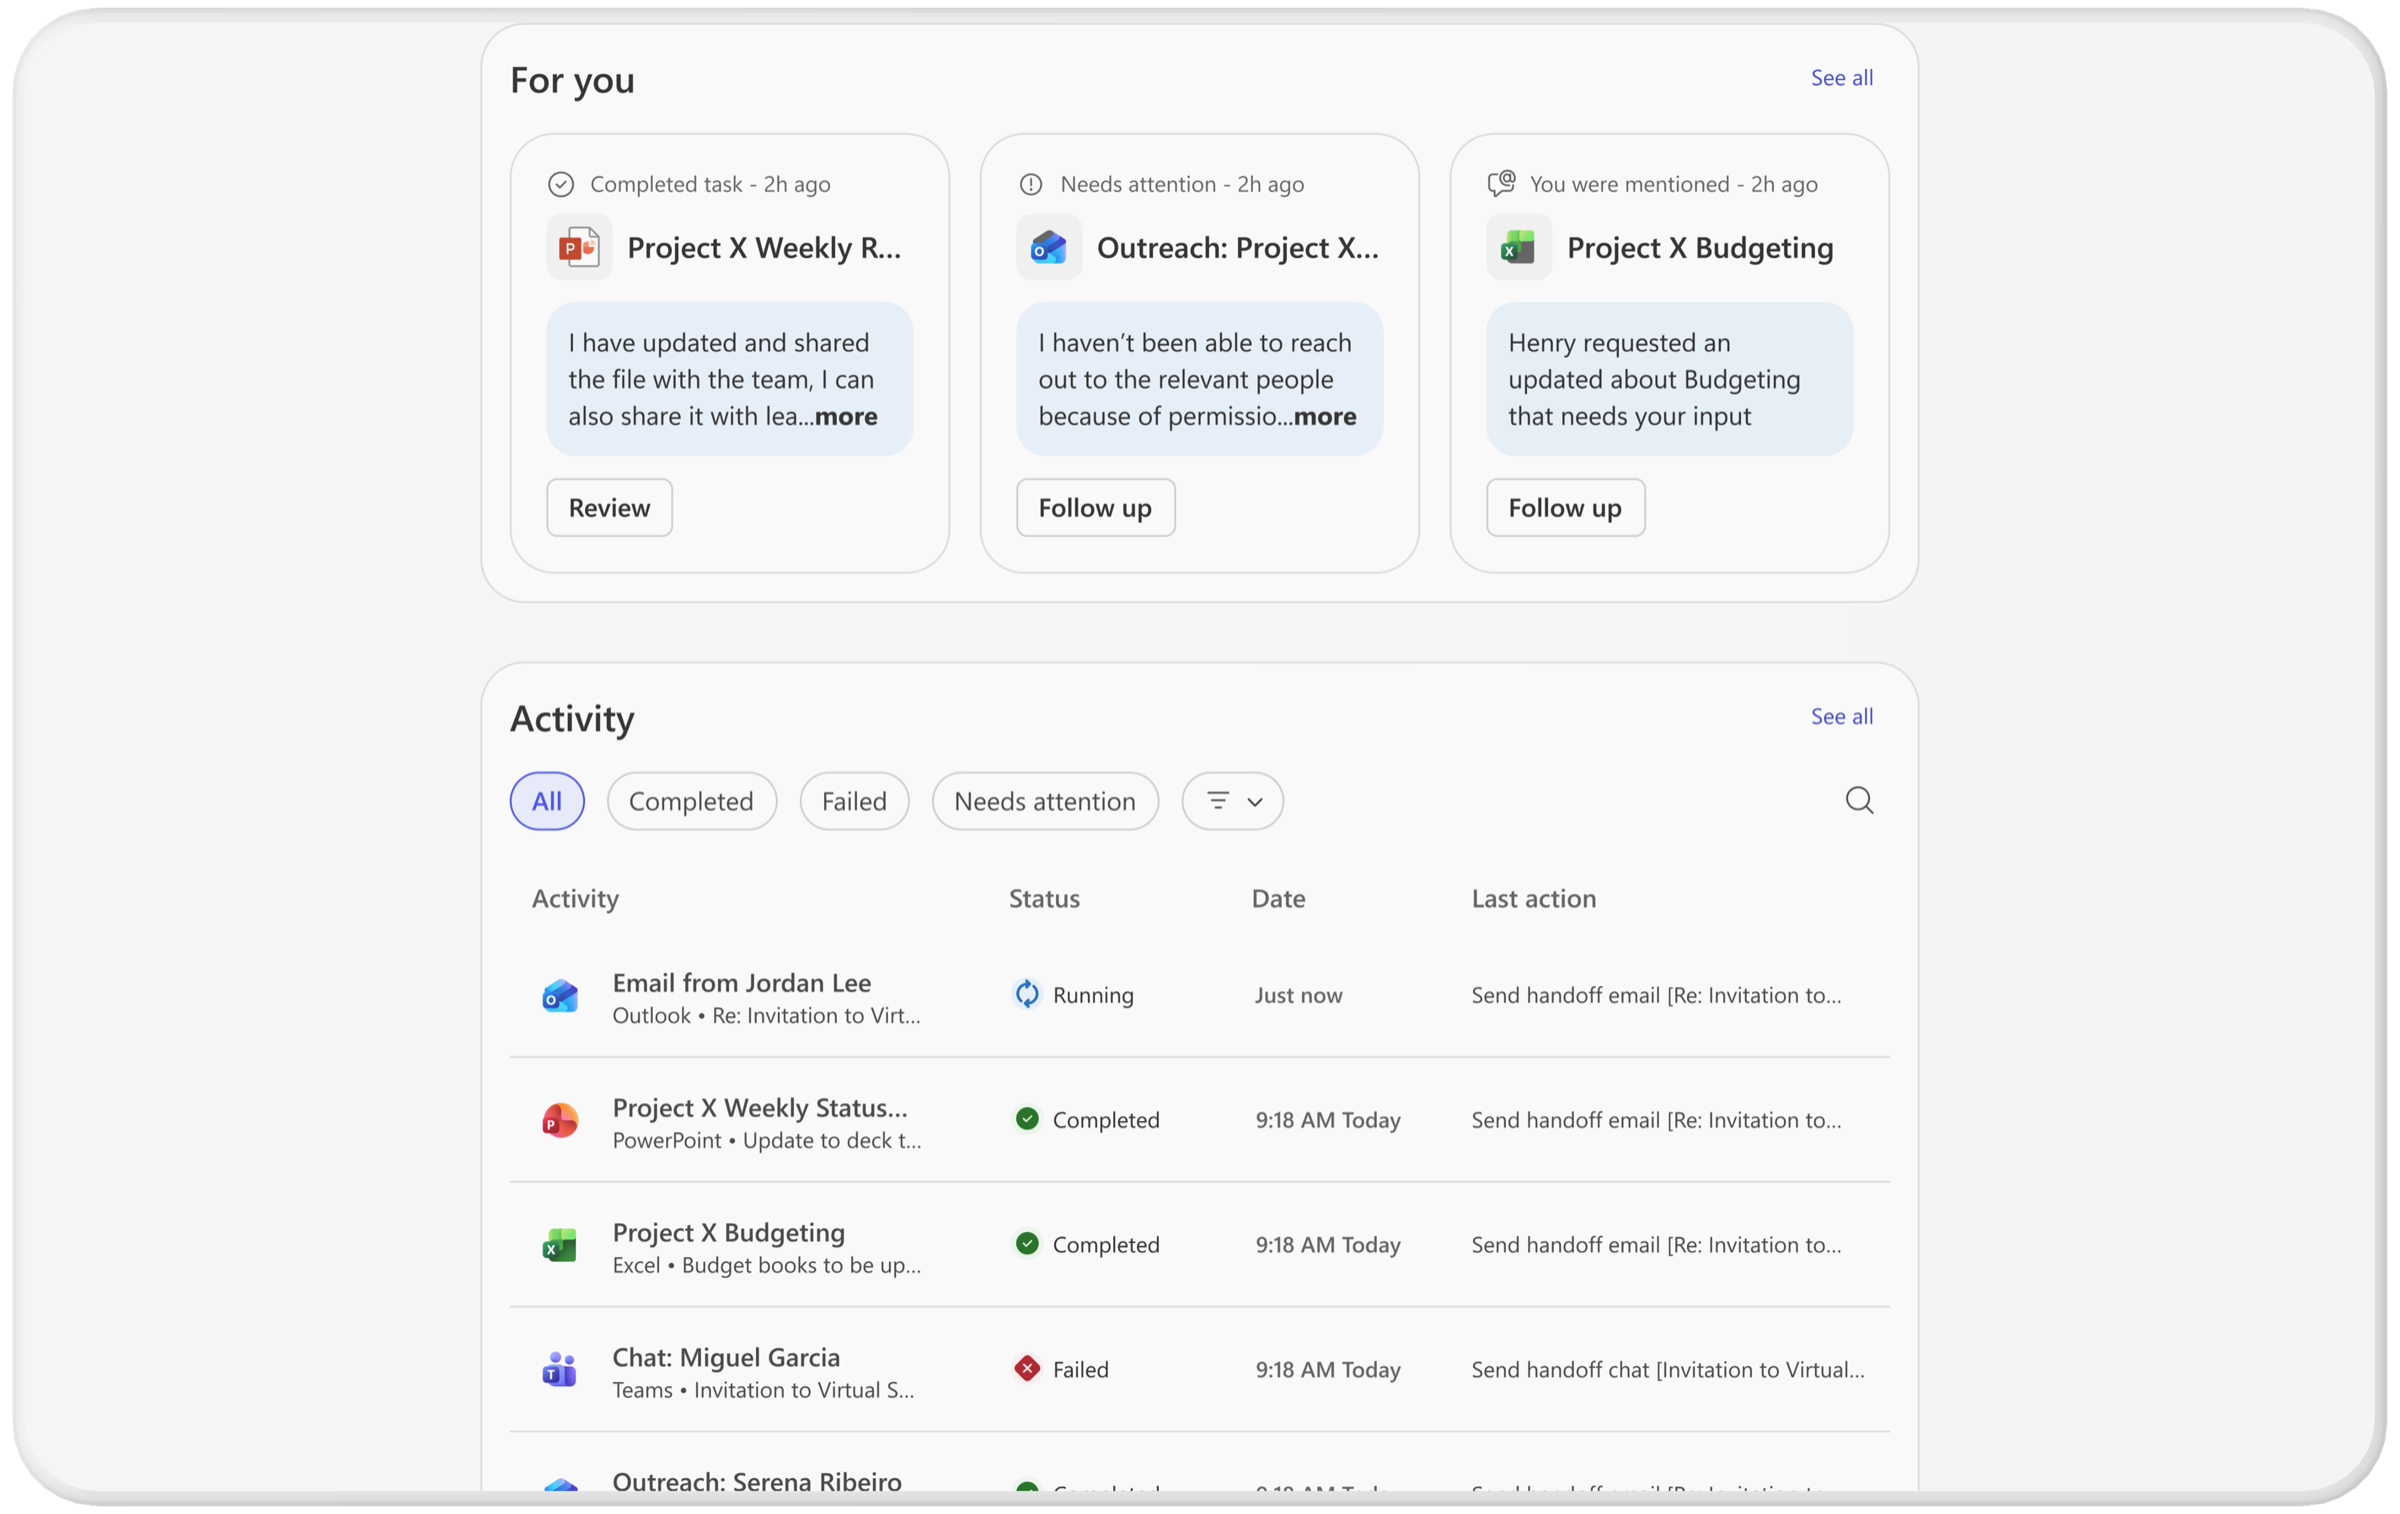 For you
See all
Completed task - 2h ago
Project X Weekly R...
I have updated and shared
the file with the team, I can
also share it with lea...more
Review
Needs attention - 2h ago
Outreach: Project X...
I haven’t been able to reach
out to the relevant people
because of permissio...more
Follow up
You were mentioned - 2h ago
Project X Budgeting
Henry requested an
updated about Budgeting
that needs your input
Follow up
Activity
See all
All
Completed
Failed
Needs attention
Activity
Status
Date
Last action
Email from Jordan Lee
Outlook • Re: Invitation to Virt...
Running
Just now
Send handoff email [Re: Invitation to...
Project X Weekly Status...
PowerPoint • Update to deck t...
Completed
9:18 AM Today
Send handoff email [Re: Invitation to...
Project X Budgeting
Excel • Budget books to be up...
Completed
9:18 AM Today
Send handoff email [Re: Invitation to...
Chat: Miguel Garcia
Teams • Invitation to Virtual S...
Failed
9:18 AM Today
Send handoff chat [Invitation to Virtual...
Outreach: Serena Ribeiro